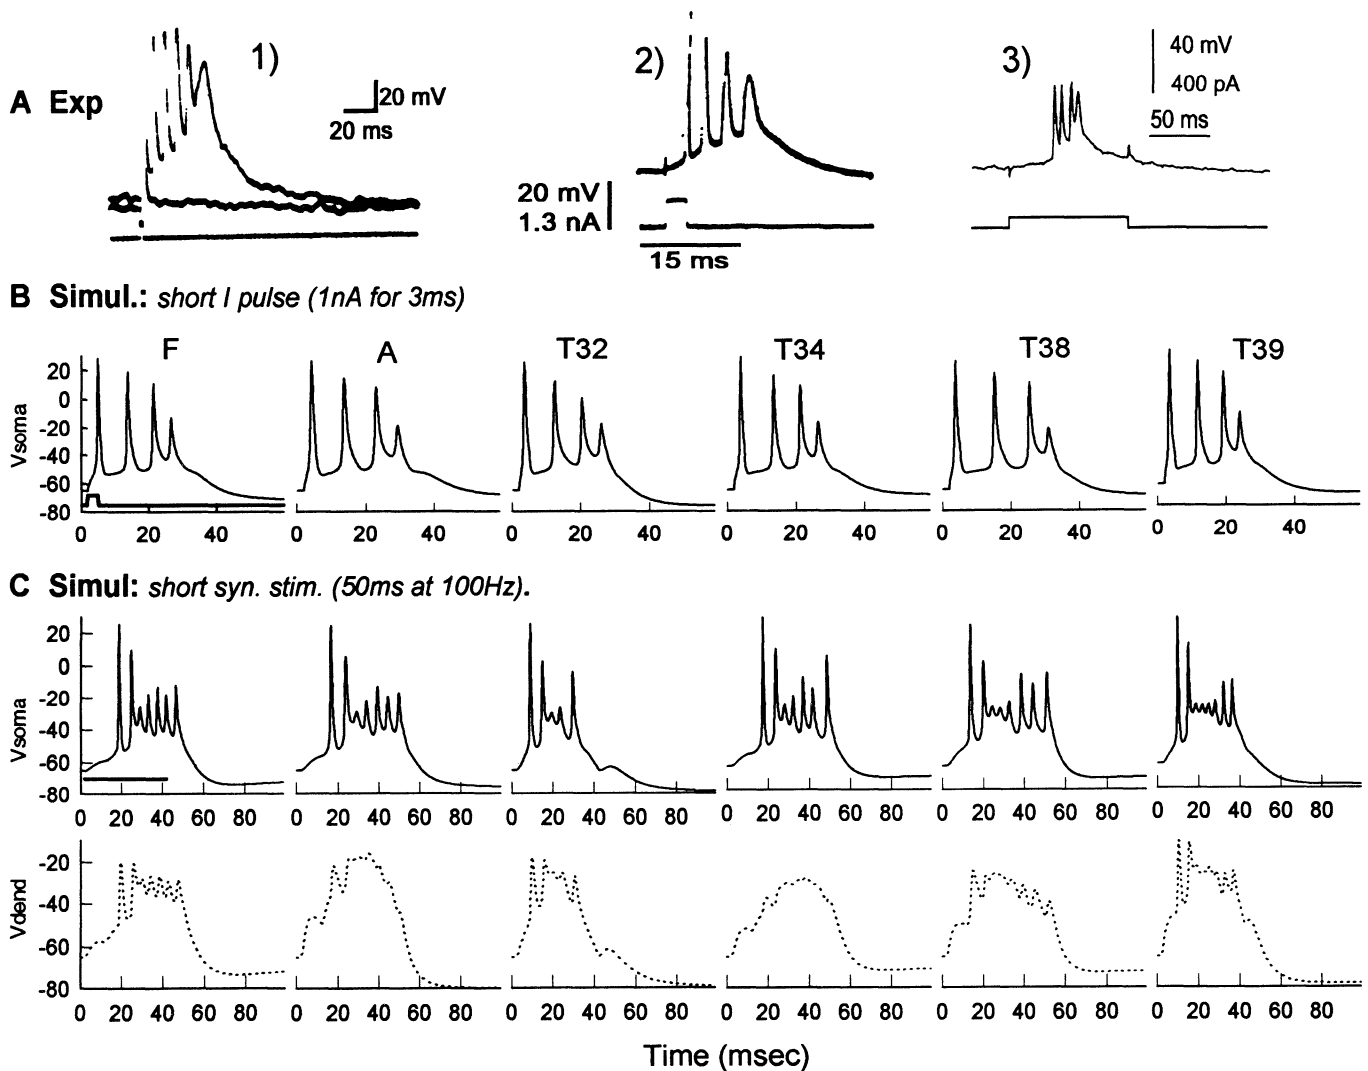 1)
2)
3)
A Exp
20 mV
20 ms
20 mV
1.3 nA
15 ms
40 mV
400 pA
50 ms
B Simul.: short I pulse (1nA for 3ms)
F A T32 T34 T38 T39
Vsoma
20
0
-20
-40
-60
-80
0 20 40 0 20 40 0 20 40 0 20 40 0 20 40 0 20 40
C Simul: short syn. stim. (50ms at 100Hz).
Vsoma
20
0
-20
-40
-60
-80
0 20 40 60 80 0 20 40 60 80 0 20 40 60 80 0 20 40 60 80 0 20 40 60 80 0 20 40 60 80
Vdend
-20
-40
-60
-80
0 20 40 60 80 0 20 40 60 80 0 20 40 60 80 0 20 40 60 80 0 20 40 60 80 0 20 40 60 80
Time (msec)